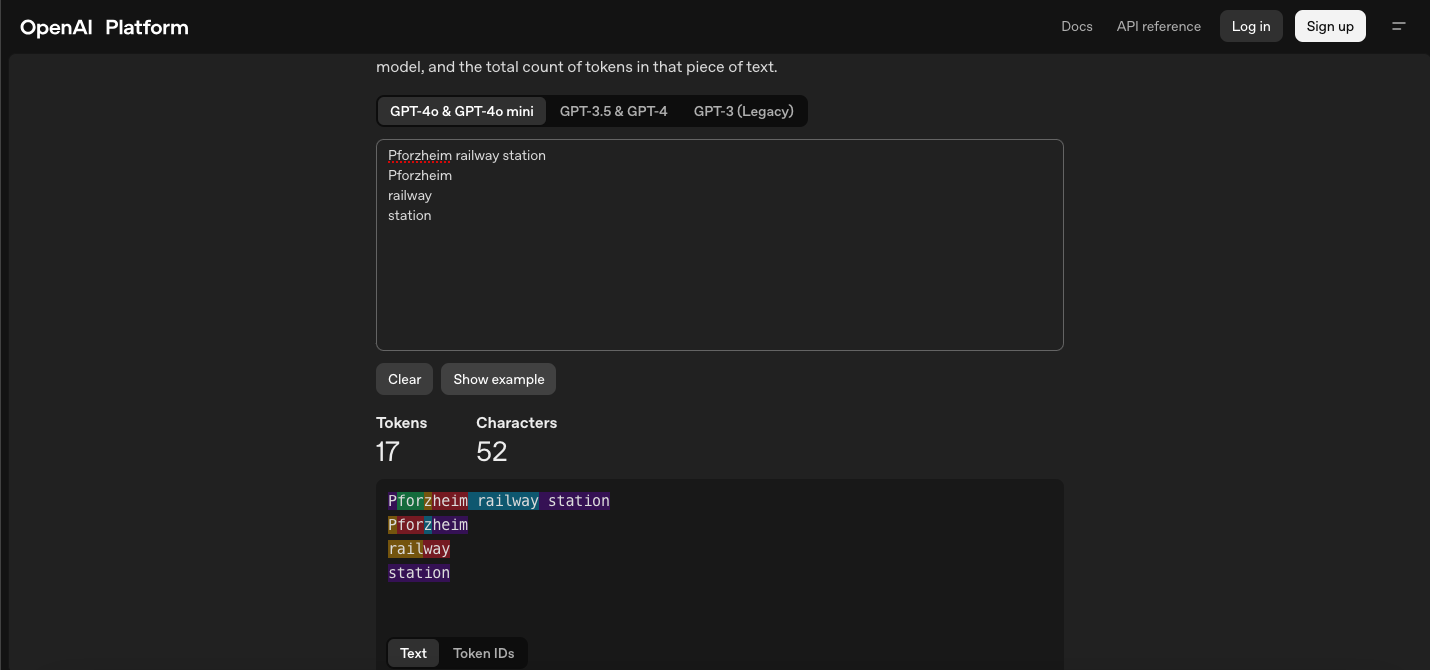 OpenAI Platform
Docs API reference Log in Sign up
model, and the total count of tokens in that piece of text.
GPT-4o & GPT-4o mini GPT-3.5 & GPT-4 GPT-3 (Legacy)
Pforzheim railway station
Pforzheim
railway
station
Clear Show example
Tokens Characters
17 52
Pforzheim railway station
Pforzheim
railway
station
Text Token IDs